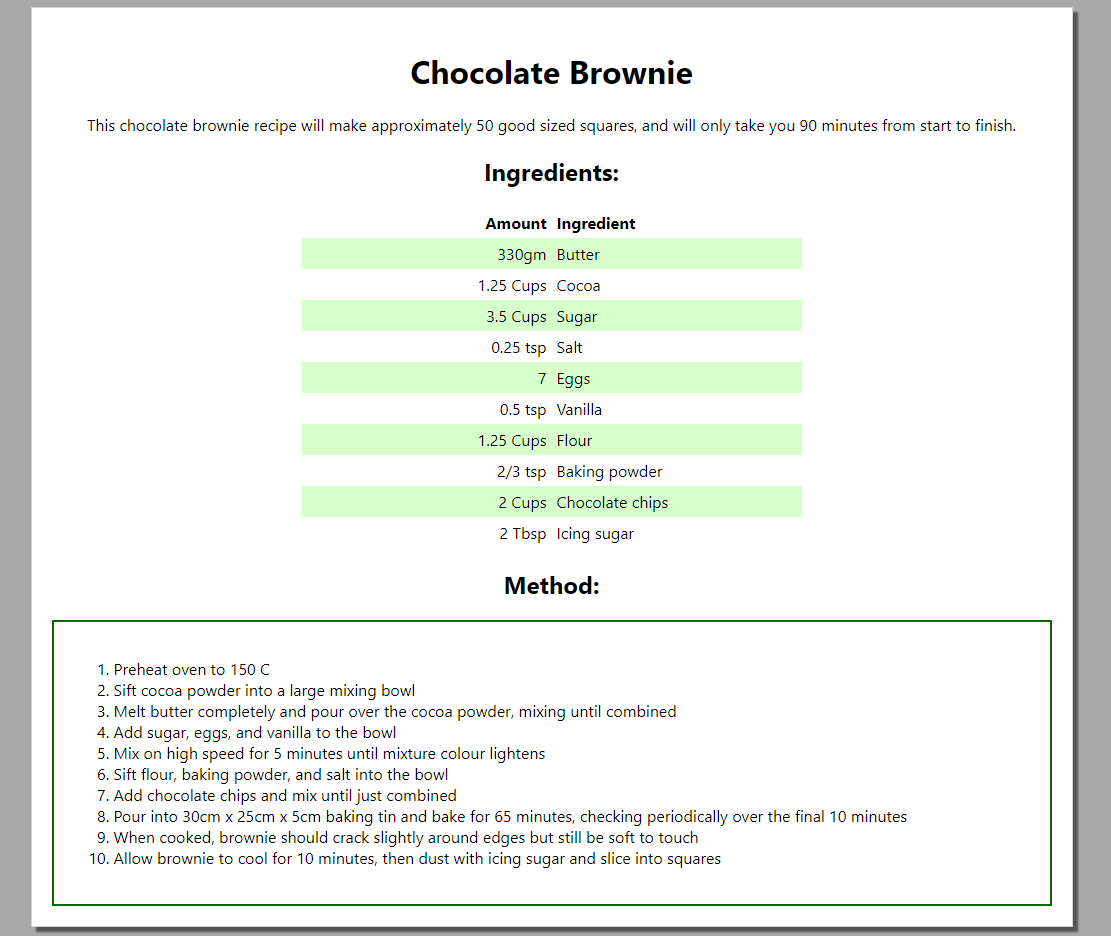 Chocolate Brownie
This chocolate brownie recipe will make approximately 50 good sized squares, and will only take you 90 minutes from start to finish.
Ingredients:
Amount Ingredient
330gm Butter
1.25 Cups Cocoa
3.5 Cups Sugar
0.25 tsp Salt
7 Eggs
0.5 tsp Vanilla
1.25 Cups Flour
2/3 tsp Baking powder
2 Cups Chocolate chips
2 Tbsp Icing sugar
Method:
1. Preheat oven to 150 C
2. Sift cocoa powder into a large mixing bowl
3. Melt butter completely and pour over the cocoa powder, mixing until combined
4. Add sugar, eggs, and vanilla to the bowl
5. Mix on high speed for 5 minutes until mixture colour lightens
6. Sift flour, baking powder, and salt into the bowl
7. Add chocolate chips and mix until just combined
8. Pour into 30cm x 25cm x 5cm baking tin and bake for 65 minutes, checking periodically over the final 10 minutes
9. When cooked, brownie should crack slightly around edges but still be soft to touch
10. Allow brownie to cool for 10 minutes, then dust with icing sugar and slice into squares